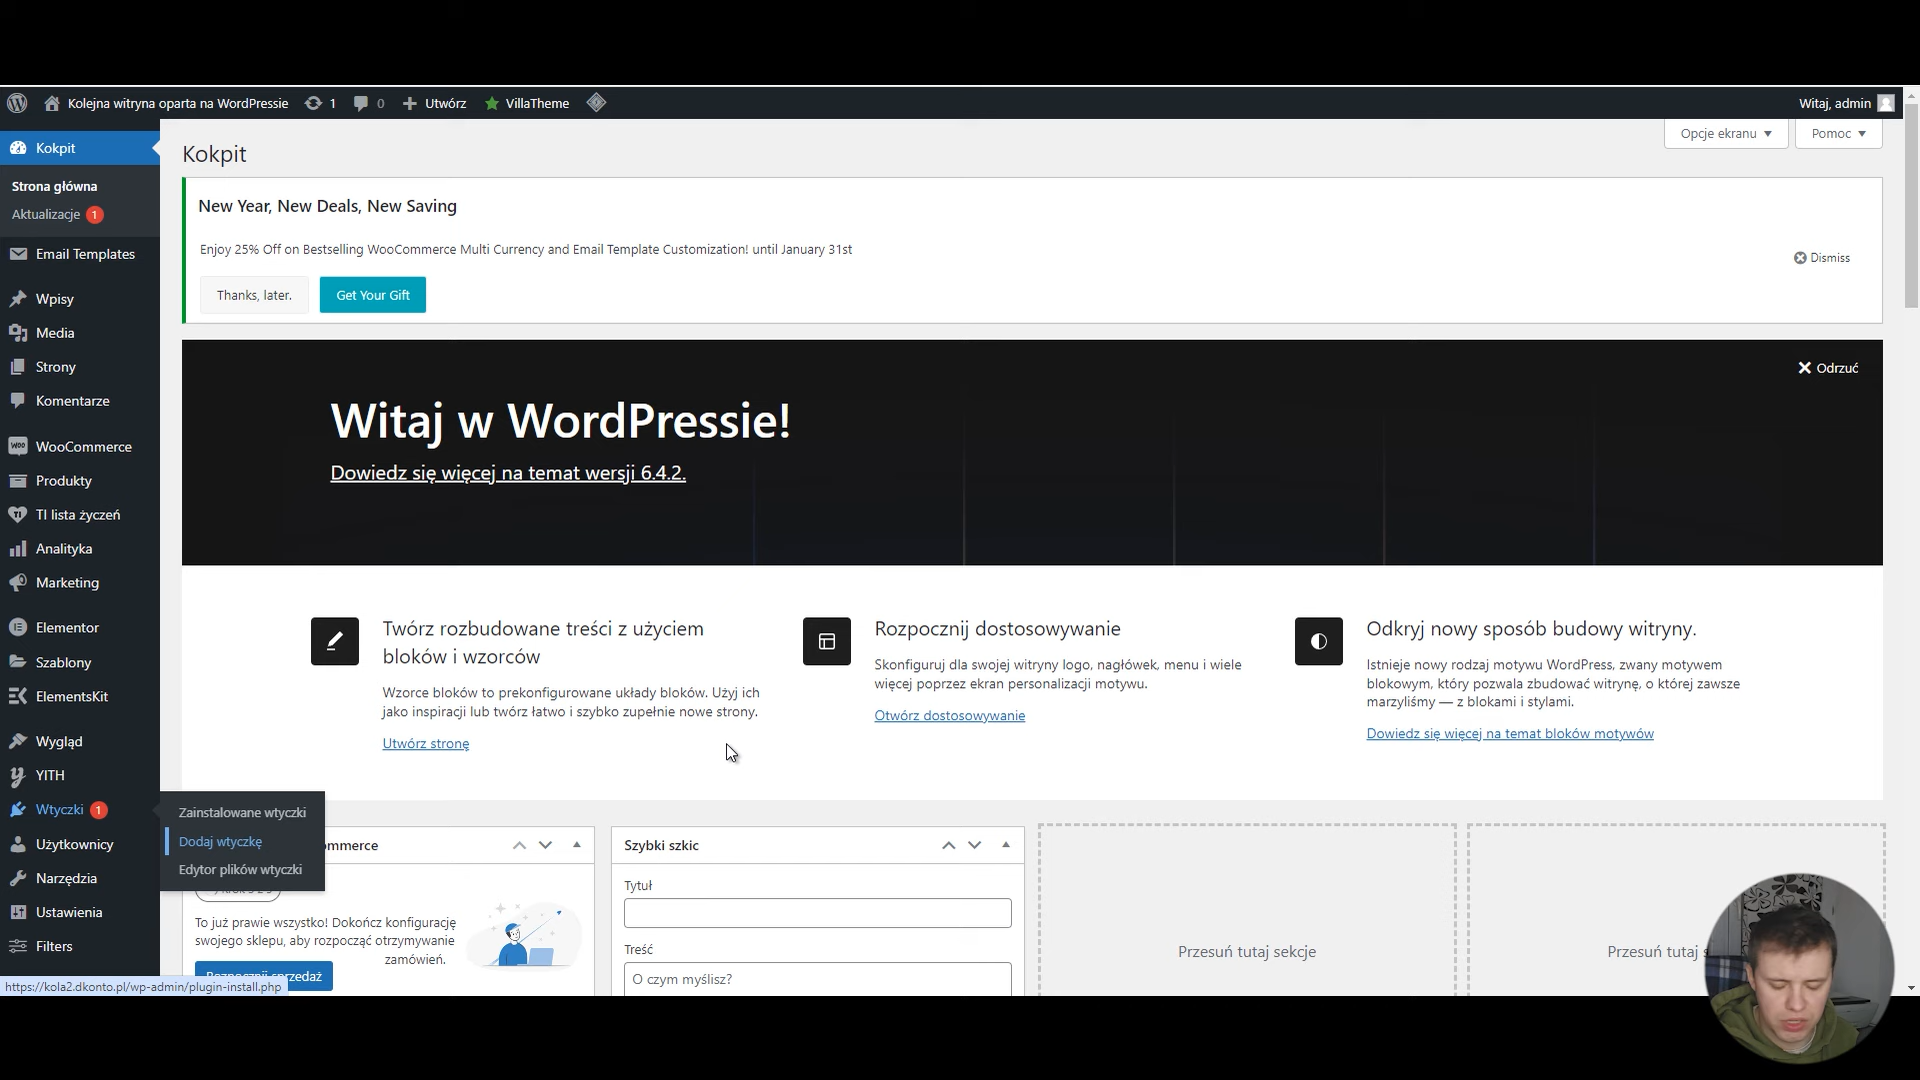 Kolejna witryna oparta na WordPressie
1
0
Utwórz
VillaTheme
Witaj, admin
Kokpit
Strona główna
Aktualizacje 1
Email Templates
Wpisy
Media
Strony
Komentarze
WooCommerce
Produkty
TI lista życzeń
Analityka
Marketing
Elementor
Szablony
ElementsKit
Wygląd
YITH
Wtyczki 1
Użytkownicy
Narzędzia
Ustawienia
Filters
Zainstalowane wtyczki
Dodaj wtyczkę
Edytor plików wtyczki
https://kola2.dkonto.pl/wp-admin/plugin-install.php
Opcje ekranu
Pomoc
Kokpit
New Year, New Deals, New Saving
Enjoy 25% Off on Bestselling WooCommerce Multi Currency and Email Template Customization! until January 31st
Dismiss
Thanks, later.
Get Your Gift
Odrzuć
Witaj w WordPressie!
Dowiedz się więcej na temat wersji 6.4.2.
Twórz rozbudowane treści z użyciem
bloków i wzorców
Wzorce bloków to prekonfigurowane układy bloków. Użyj ich
jako inspiracji lub twórz łatwo i szybko zupełnie nowe strony.
Utwórz stronę
Rozpocznij dostosowywanie
Skonfiguruj dla swojej witryny logo, nagłówek, menu i wiele
więcej poprzez ekran personalizacji motywu.
Otwórz dostosowywanie
Odkryj nowy sposób budowy witryny.
Istnieje nowy rodzaj motywu WordPress, zwany motywem
blokowym, który pozwala zbudować witrynę, o której zawsze
marzyliśmy — z blokami i stylami.
Dowiedz się więcej na temat bloków motywów
mmerce
To już prawie wszystko! Dokończ konfigurację
swojego sklepu, aby rozpocząć otrzymywanie
zamówień.
Rozpocznij sprzedaż
Szybki szkic
Tytuł
Treść
O czym myślisz?
Przesuń tutaj sekcje
Przesuń tutaj s